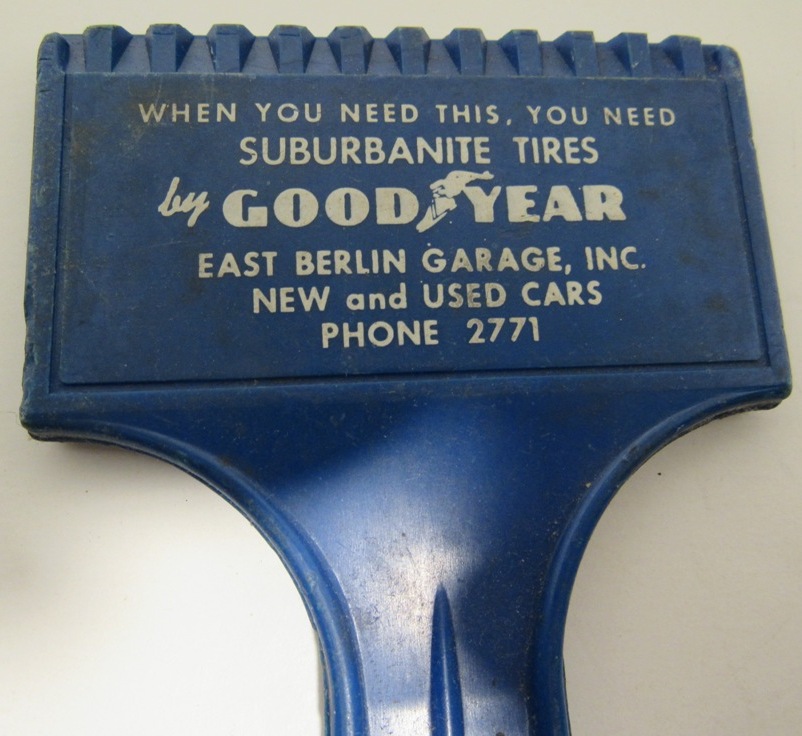 WHEN YOU NEED THIS, YOU NEED
SUBURBANITE TIRES
by GOODYEAR
EAST BERLIN GARAGE, INC.
NEW and USED CARS
PHONE 2771